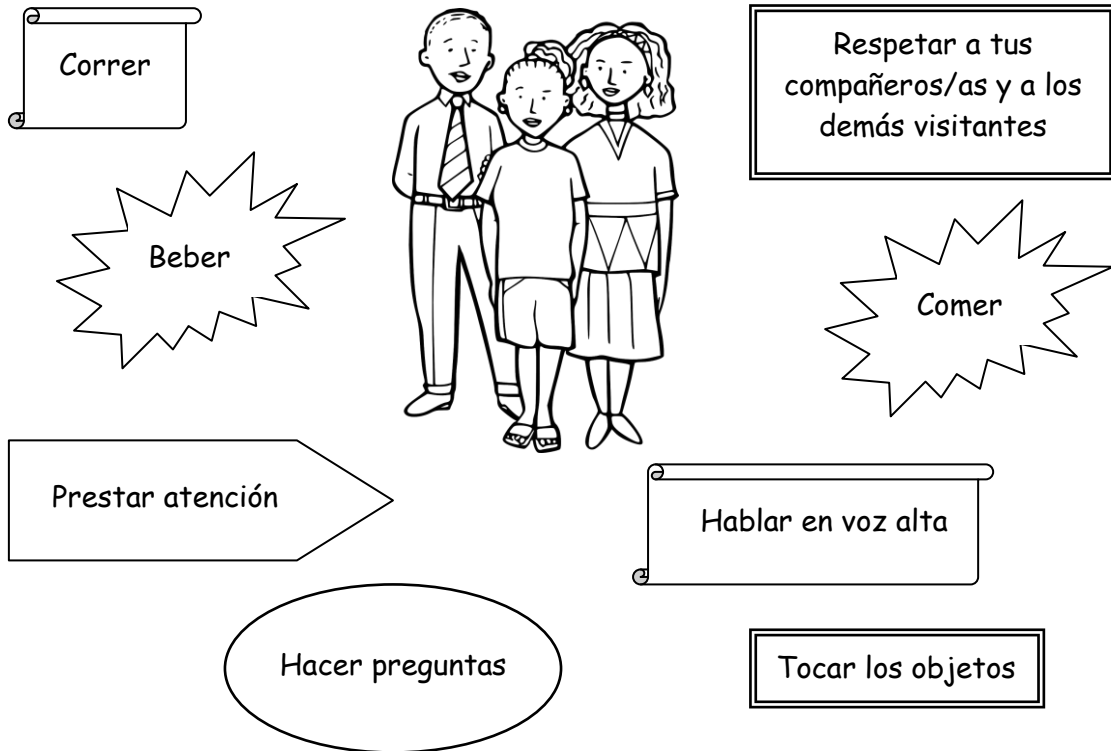 Correr
Respetar a tus
compañeros/as y a los
demás visitantes
Beber
Comer
Prestar atención
Hablar en voz alta
Hacer preguntas
Tocar los objetos